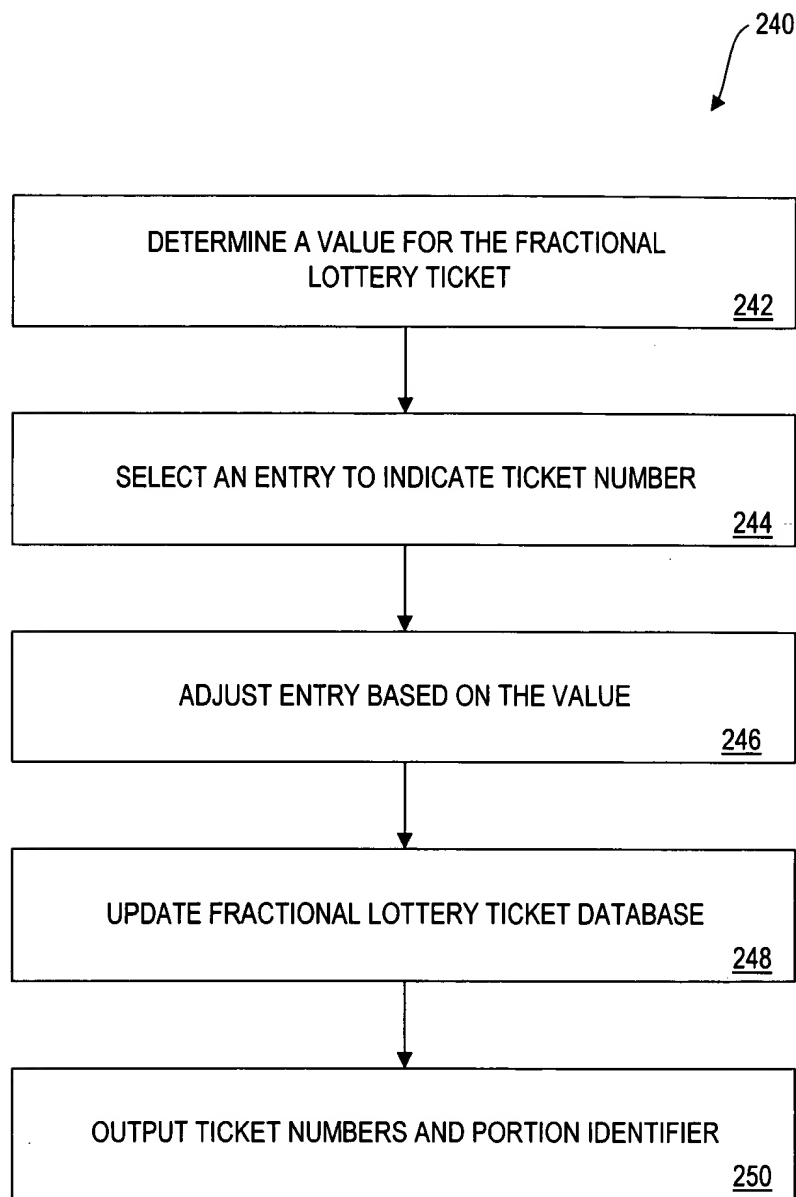 240
DETERMINE A VALUE FOR THE FRACTIONAL
LOTTERY TICKET
242
SELECT AN ENTRY TO INDICATE TICKET NUMBER
244
ADJUST ENTRY BASED ON THE VALUE
246
UPDATE FRACTIONAL LOTTERY TICKET DATABASE
248
OUTPUT TICKET NUMBERS AND PORTION IDENTIFIER
250